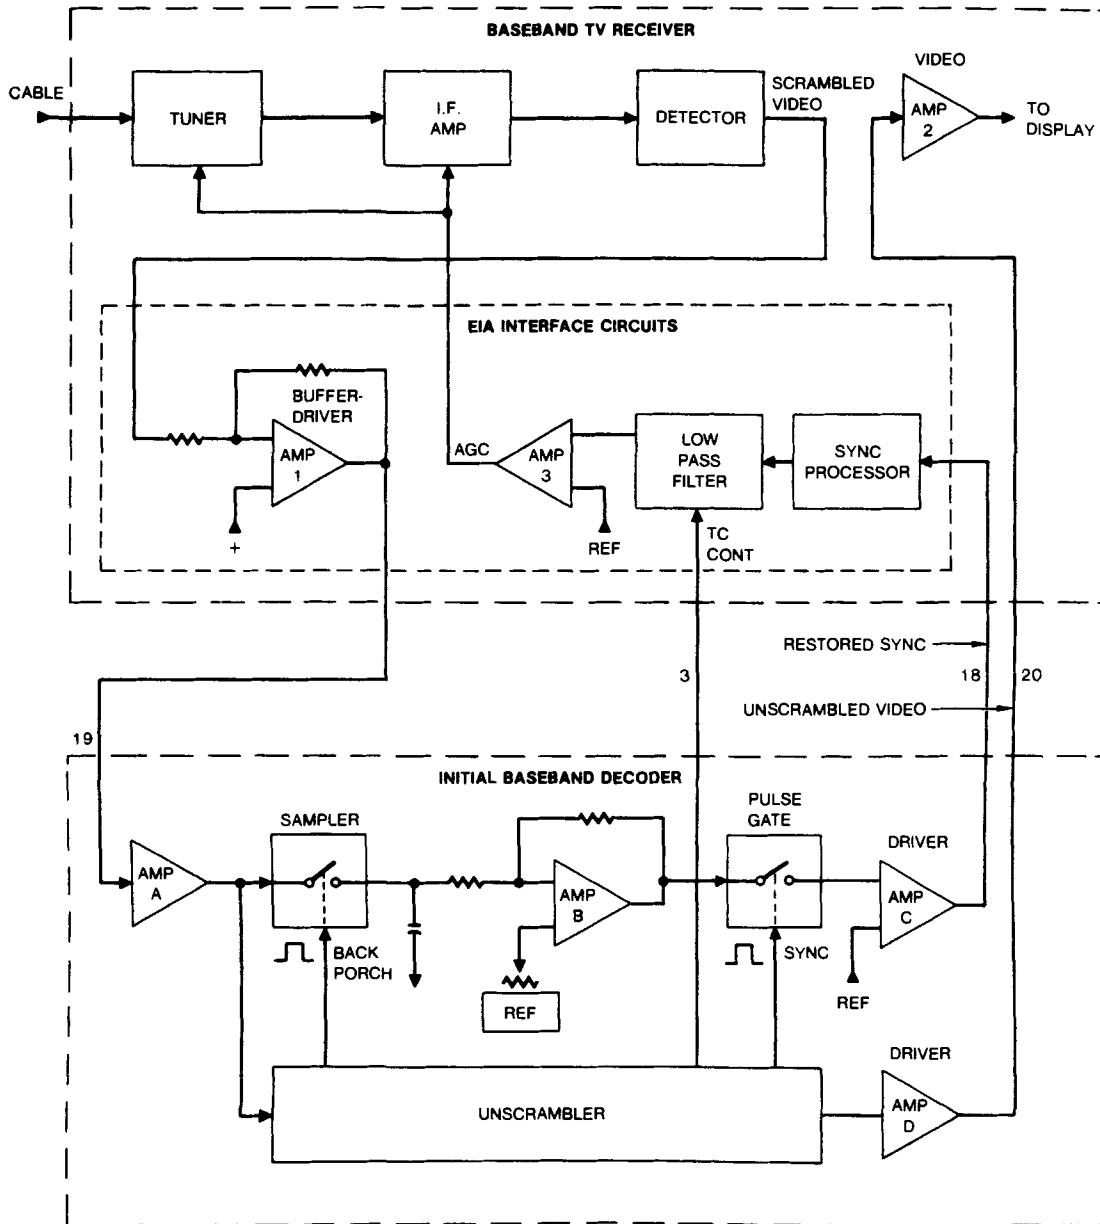 BASEBAND TV RECEIVER
CABLE
TUNER
I.F.
AMP
DETECTOR
SCRAMBLED
VIDEO
VIDEO
AMP
2
TO
DISPLAY
EIA INTERFACE CIRCUITS
BUFFER-
DRIVER
AMP
1
+
AGC
AMP
3
REF
LOW
PASS
FILTER
TC
CONT
SYNC
PROCESSOR
RESTORED SYNC
3
18
20
UNSCRAMBLED VIDEO
19
INITIAL BASEBAND DECODER
AMP
A
SAMPLER
BACK
PORCH
AMP
B
REF
PULSE
GATE
SYNC
DRIVER
AMP
C
REF
UNSCRAMBLER
DRIVER
AMP
D